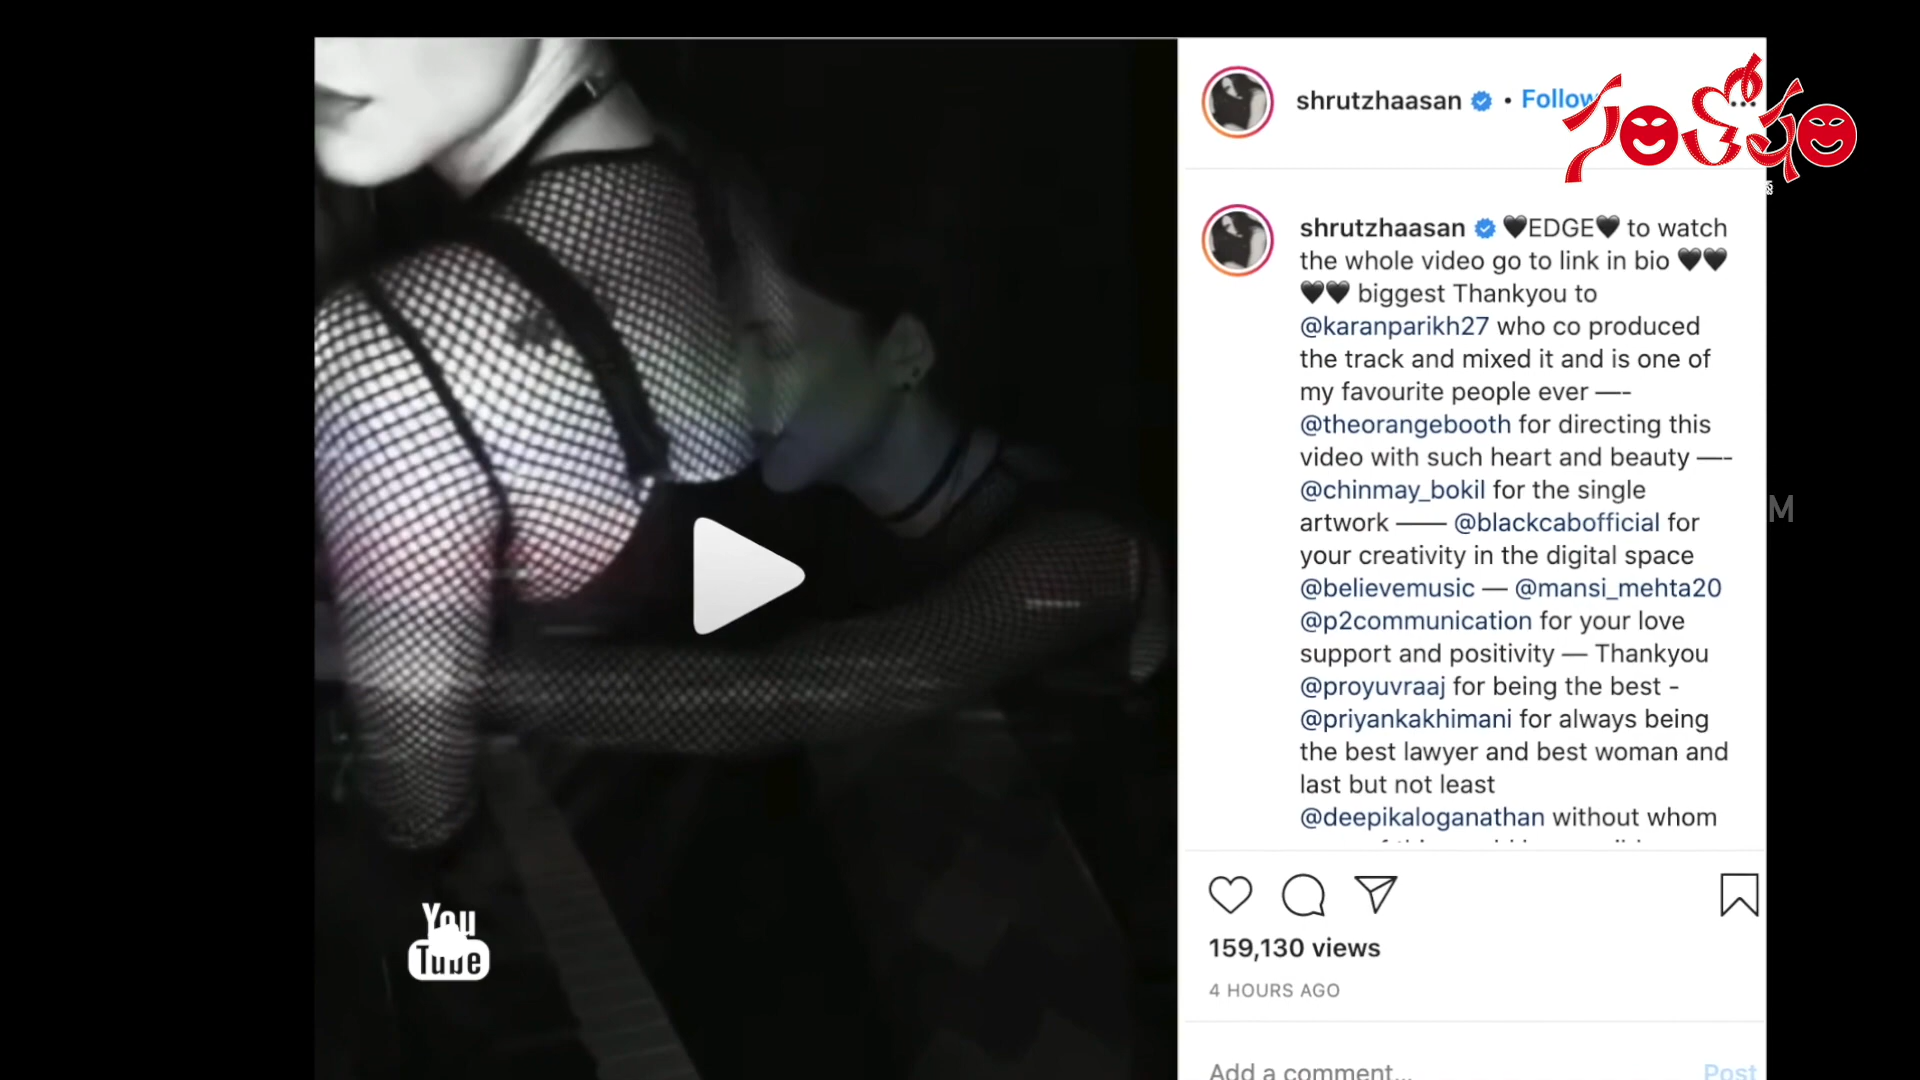 shrutzhaasan • Follow
shrutzhaasan 🖤EDGE🖤 to watch
the whole video go to link in bio 🖤🖤
🖤🖤 biggest Thankyou to
@karanparikh27 who co produced
the track and mixed it and is one of
my favourite people ever —-
@theorangebooth for directing this
video with such heart and beauty —-
@chinmay_bokil for the single
artwork —— @blackcabofficial for
your creativity in the digital space
@believemusic — @mansi_mehta20
@p2communication for your love
support and positivity — Thankyou
@proyuvraaj for being the best -
@priyankakhimani for always being
the best lawyer and best woman and
last but not least
@deepikaloganathan without whom
159,130 views
4 HOURS AGO
Add a comment...
Post
You
Tube
M